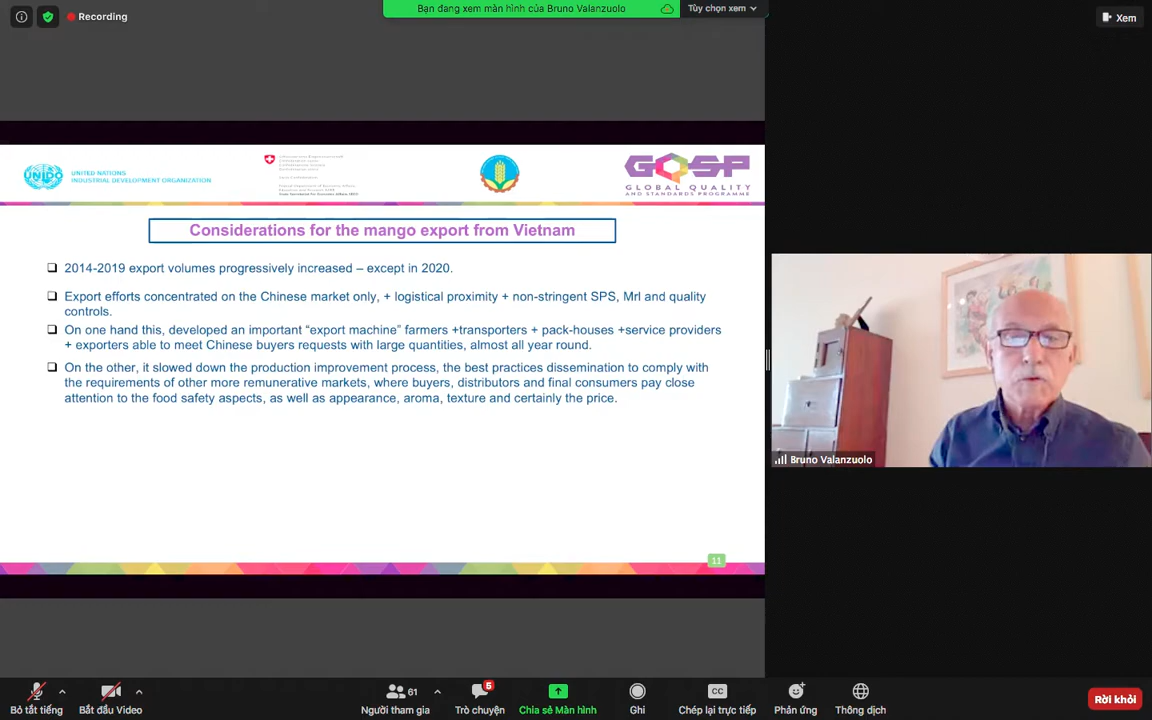 Recording
Bạn đang xem màn hình của Bruno Valanzuolo
Tùy chọn xem
Xem
UNIDO
UNITED NATIONS
INDUSTRIAL DEVELOPMENT ORGANIZATION
GQSP
GLOBAL QUALITY
AND STANDARDS PROGRAMME
Considerations for the mango export from Vietnam
2014-2019 export volumes progressively increased – except in 2020.
Export efforts concentrated on the Chinese market only, + logistical proximity + non-stringent SPS, Mrl and quality
controls.
On one hand this, developed an important “export machine” farmers +transporters + pack-houses +service providers
+ exporters able to meet Chinese buyers requests with large quantities, almost all year round.
On the other, it slowed down the production improvement process, the best practices dissemination to comply with
the requirements of other more remunerative markets, where buyers, distributors and final consumers pay close
attention to the food safety aspects, as well as appearance, aroma, texture and certainly the price.
11
Bruno Valanzuolo
Bỏ tắt tiếng
Bắt đầu Video
61
Người tham gia
5
Trò chuyện
Chia sẻ Màn hình
Ghi
CC
Chép lại trực tiếp
Phản ứng
Thông dịch
Rời khỏi